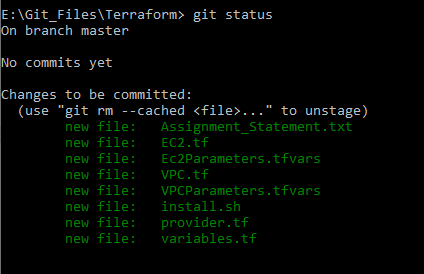 E:\Git_Files\Terraform> git status
On branch master
No commits yet
Changes to be committed:
(use "git rm --cached <file>..." to unstage)
new file: Assignment_Statement.txt
new file: EC2.tf
new file: Ec2Parameters.tfvars
new file: VPC.tf
new file: VPCParameters.tfvars
new file: install.sh
new file: provider.tf
new file: variables.tf